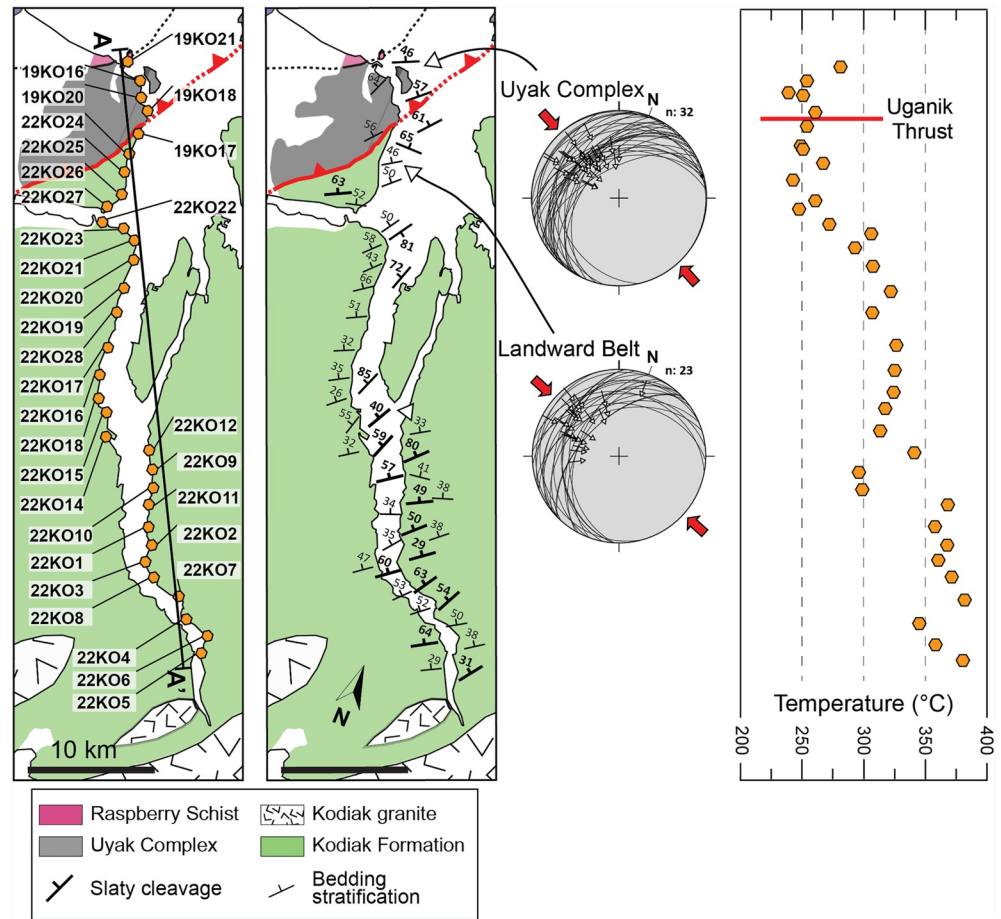 A
19KO21
19KO16
19KO20
19KO18
22KO24
22KO25
19KO17
22KO26
22KO27
22KO22
22KO23
22KO21
22KO20
22KO19
22KO28
22KO17
22KO16
22KO18
22KO12
22KO15
22KO9
22KO14
22KO11
22KO10
22KO2
22KO1
22KO7
22KO3
22KO8
22KO4
22KO6
22KO5
A'
10 km
46
64
57
61
56
65
46
50
63
52
50
81
58
43
72
66
51
32
35
85
26
40
55
33
59
32
80
57
41
49
38
34
50
38
35
29
47
60
63
53
54
52
50
64
38
29
31
N
Uyak Complex
N
n: 32
Landward Belt
N
n: 23
Uganik
Thrust
Temperature (°C)
200
250
300
350
400
Raspberry Schist
Kodiak granite
Uyak Complex
Kodiak Formation
Slaty cleavage
Bedding
stratification